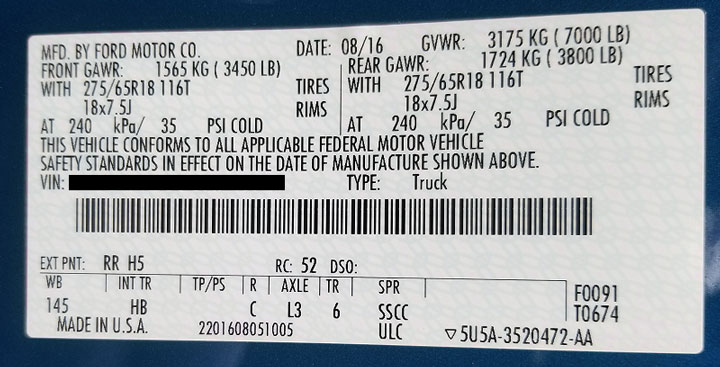 MFD. BY FORD MOTOR CO. DATE: 08/16 GVWR: 3175 KG ( 7000 LB)
FRONT GAWR: 1565 KG ( 3450 LB) REAR GAWR: 1724 KG ( 3800 LB)
WITH 275/65R18 116T TIRES WITH 275/65R18 116T TIRES
18x7.5J RIMS 18x7.5J RIMS
AT 240 kPa/ 35 PSI COLD AT 240 kPa/ 35 PSI COLD
THIS VEHICLE CONFORMS TO ALL APPLICABLE FEDERAL MOTOR VEHICLE
SAFETY STANDARDS IN EFFECT ON THE DATE OF MANUFACTURE SHOWN ABOVE.
VIN: TYPE: Truck
EXT PNT: RR H5 RC: 52 DSO:
WB INT TR TP/PS R AXLE TR SPR F0091
145 HB C L3 6 SSCC T0674
MADE IN U.S.A. 2201608051005 ULC ▽5U5A-3520472-AA